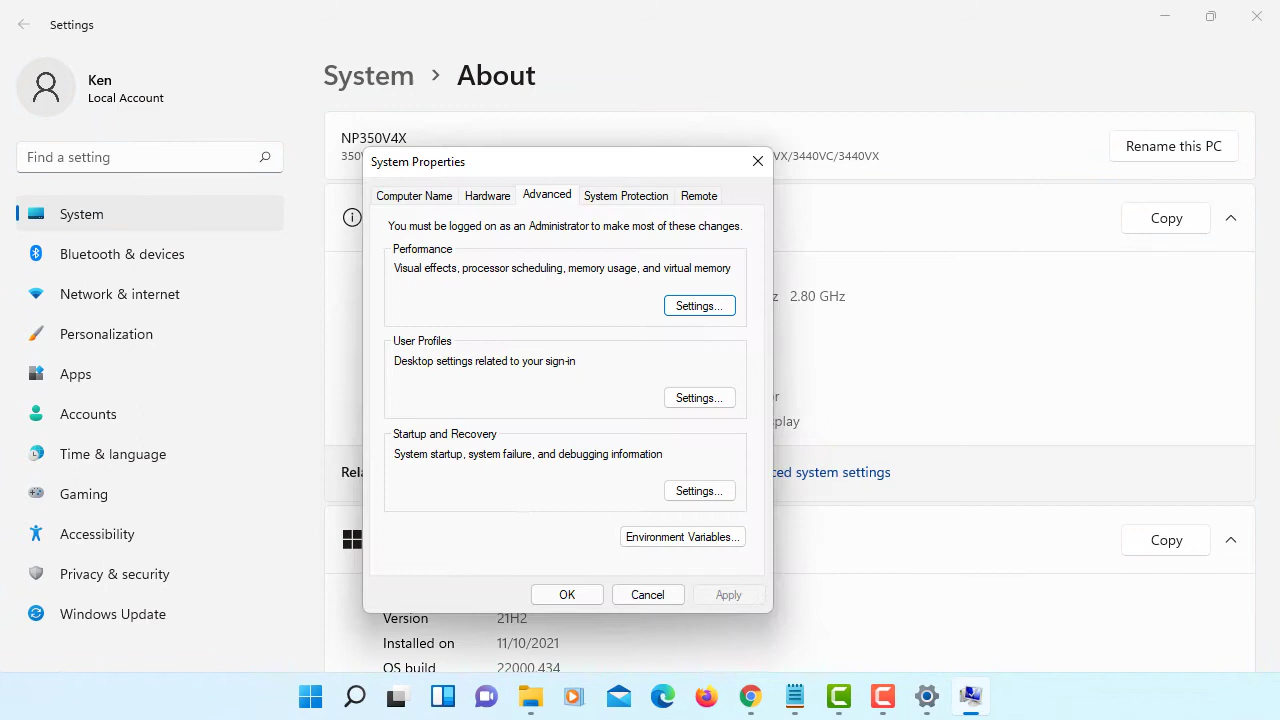 Settings
Ken
Local Account
Find a setting
System
Bluetooth & devices
Network & internet
Personalization
Apps
Accounts
Time & language
Gaming
Accessibility
Privacy & security
Windows Update
System › About
NP350V4X
VX/3440VC/3440VX
Rename this PC
Copy
2.80 GHz
ced system settings
Copy
Version 21H2
Installed on 11/10/2021
OS build 22000.434
System Properties
Computer Name Hardware Advanced System Protection Remote
You must be logged on as an Administrator to make most of these changes.
Performance
Visual effects, processor scheduling, memory usage, and virtual memory
Settings...
User Profiles
Desktop settings related to your sign-in
Settings...
Startup and Recovery
System startup, system failure, and debugging information
Settings...
Environment Variables...
OK Cancel Apply